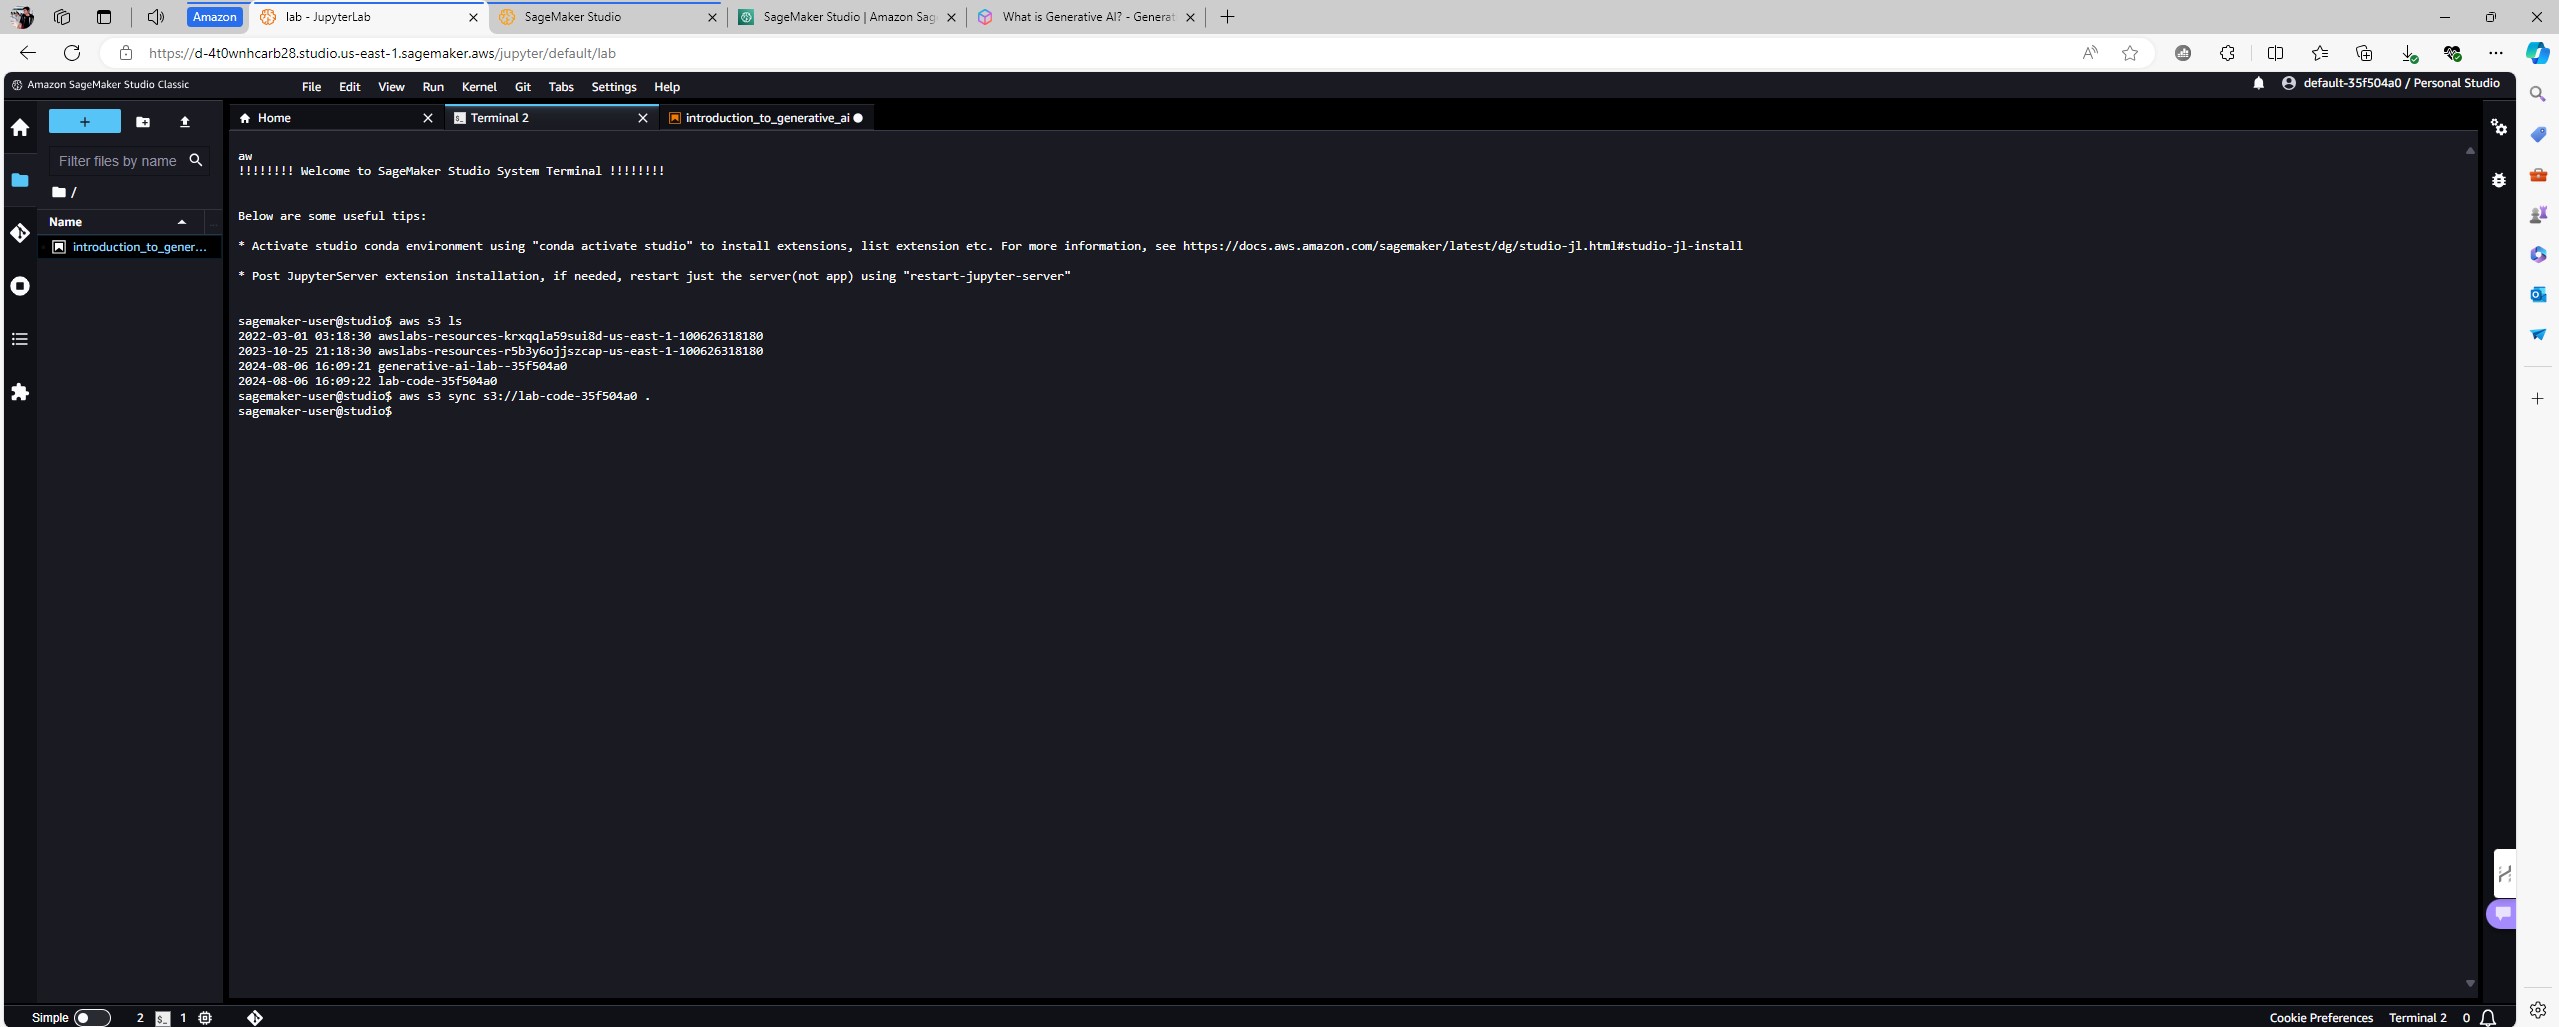 Amazon
lab - JupyterLab
SageMaker Studio
SageMaker Studio | Amazon Sag
What is Generative AI? - Generat
https://d-4t0wnhcarb28.studio.us-east-1.sagemaker.aws/jupyter/default/lab
Amazon SageMaker Studio Classic
File Edit View Run Kernel Git Tabs Settings Help
default-35f504a0 / Personal Studio
Home
Terminal 2
introduction_to_generative_ai
Filter files by name
/
Name
introduction_to_gener...
aw
!!!!!!!! Welcome to SageMaker Studio System Terminal !!!!!!!!
Below are some useful tips:
* Activate studio conda environment using "conda activate studio" to install extensions, list extension etc. For more information, see https://docs.aws.amazon.com/sagemaker/latest/dg/studio-jl.html#studio-jl-install
* Post JupyterServer extension installation, if needed, restart just the server(not app) using "restart-jupyter-server"
sagemaker-user@studio$ aws s3 ls
2022-03-01 03:18:30 awslabs-resources-krxqqla59sui8d-us-east-1-100626318180
2023-10-25 21:18:30 awslabs-resources-r5b3y6ojjszcap-us-east-1-100626318180
2024-08-06 16:09:21 generative-ai-lab--35f504a0
2024-08-06 16:09:22 lab-code-35f504a0
sagemaker-user@studio$ aws s3 sync s3://lab-code-35f504a0 .
sagemaker-user@studio$
Simple 2 1
Cookie Preferences Terminal 2 0